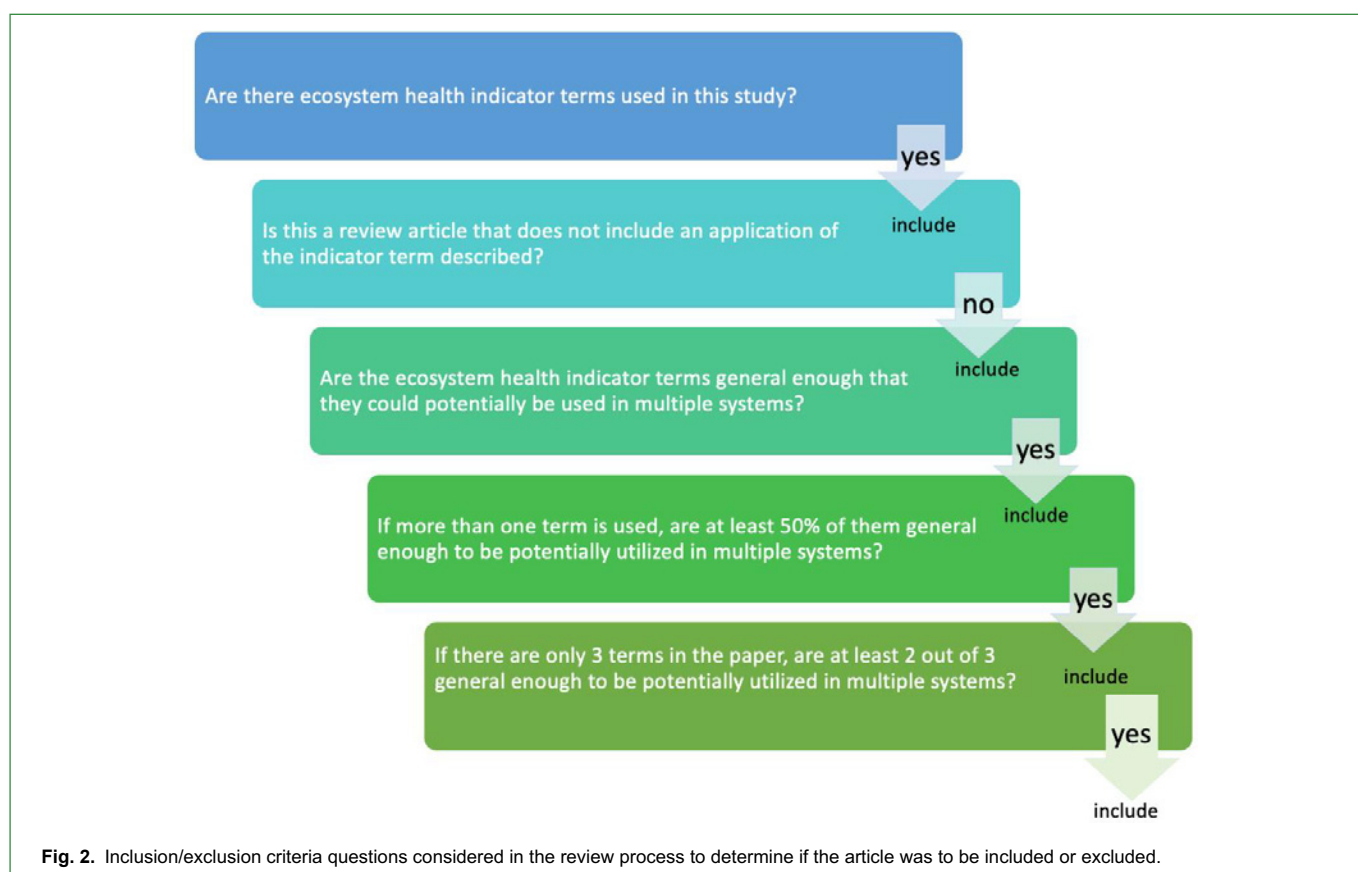 Are there ecosystem health indicator terms used in this study?
yes
include
Is this a review article that does not include an application of
the indicator term described?
no
include
Are the ecosystem health indicator terms general enough that
they could potentially be used in multiple systems?
yes
include
If more than one term is used, are at least 50% of them general
enough to be potentially utilized in multiple systems?
yes
include
If there are only 3 terms in the paper, are at least 2 out of 3
general enough to be potentially utilized in multiple systems?
yes
include
Fig. 2. Inclusion/exclusion criteria questions considered in the review process to determine if the article was to be included or excluded.